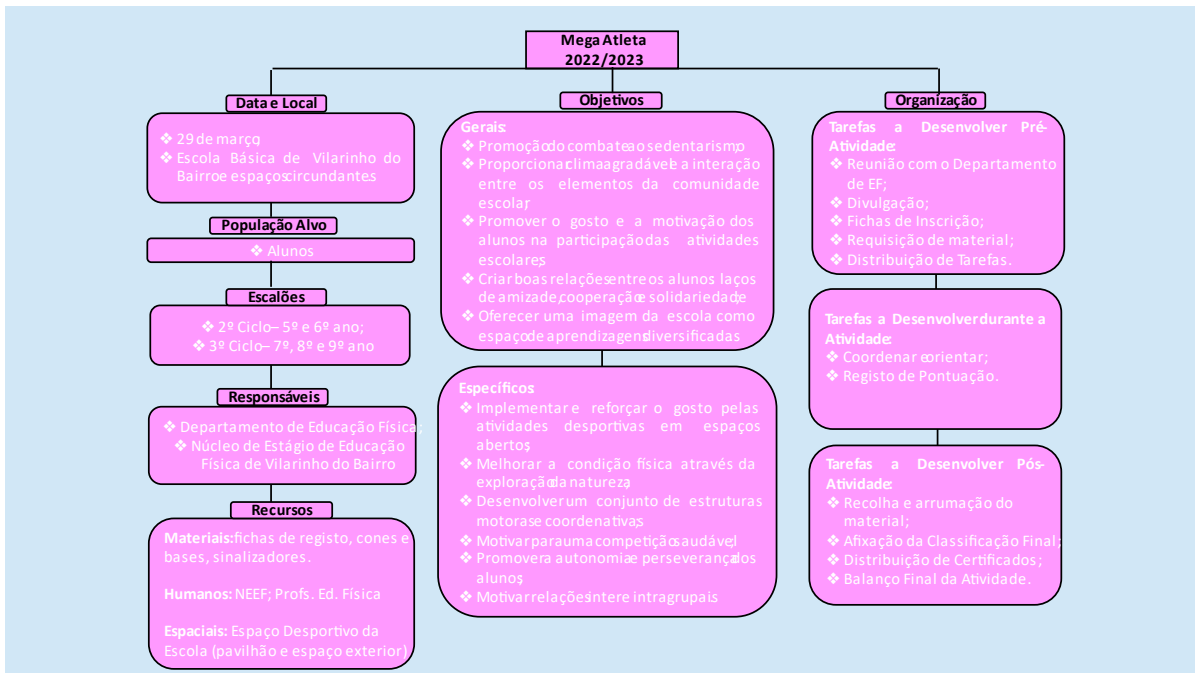 Mega Atleta
2022/2023
Data e Local
❖ 29 de março;
❖ Escola Básica de Vilarinho do
Bairro e espaços circundantes.
População Alvo
❖ Alunos
Escalões
❖ 2º Ciclo – 5º e 6º ano;
❖ 3º Ciclo – 7º, 8º e 9º ano
Responsáveis
❖ Departamento de Educação Física;
❖ Núcleo de Estágio de Educação
Física de Vilarinho do Bairro
Recursos
Materiais: fichas de registo, cones e
bases, sinalizadores.
Humanos: NEEF; Profs. Ed. Física
Espaciais: Espaço Desportivo da
Escola (pavilhão e espaço exterior)
Objetivos
Gerais:
❖ Promoção do combate ao sedentarismo;
❖ Proporcionar clima agradável e a interação
entre os elementos da comunidade
escolar;
❖ Promover o gosto e a motivação dos
alunos na participação das atividades
escolares;
❖ Criar boas relações entre os alunos laços
de amizade, cooperação e solidariedade;
❖ Oferecer uma imagem da escola como
espaço de aprendizagens diversificadas.
Específicos:
❖ Implementar e reforçar o gosto pelas
atividades desportivas em espaços
abertos;
❖ Melhorar a condição física através da
exploração da natureza;
❖ Desenvolver um conjunto de estruturas
motoras e coordenativas;
❖ Motivar para uma competição saudável;
❖ Promover a autonomia e perseverança dos
alunos;
❖ Motivar relações inter e intragrupais.
Organização
Tarefas a Desenvolver Pré-
Atividade:
❖ Reunião com o Departamento
de EF;
❖ Divulgação;
❖ Fichas de Inscrição;
❖ Requisição de material;
❖ Distribuição de Tarefas.
Tarefas a Desenvolver durante a
Atividade:
❖ Coordenar e orientar;
❖ Registo de Pontuação.
Tarefas a Desenvolver Pós-
Atividade:
❖ Recolha e arrumação do
material;
❖ Afixação da Classificação Final;
❖ Distribuição de Certificados;
❖ Balanço Final da Atividade.